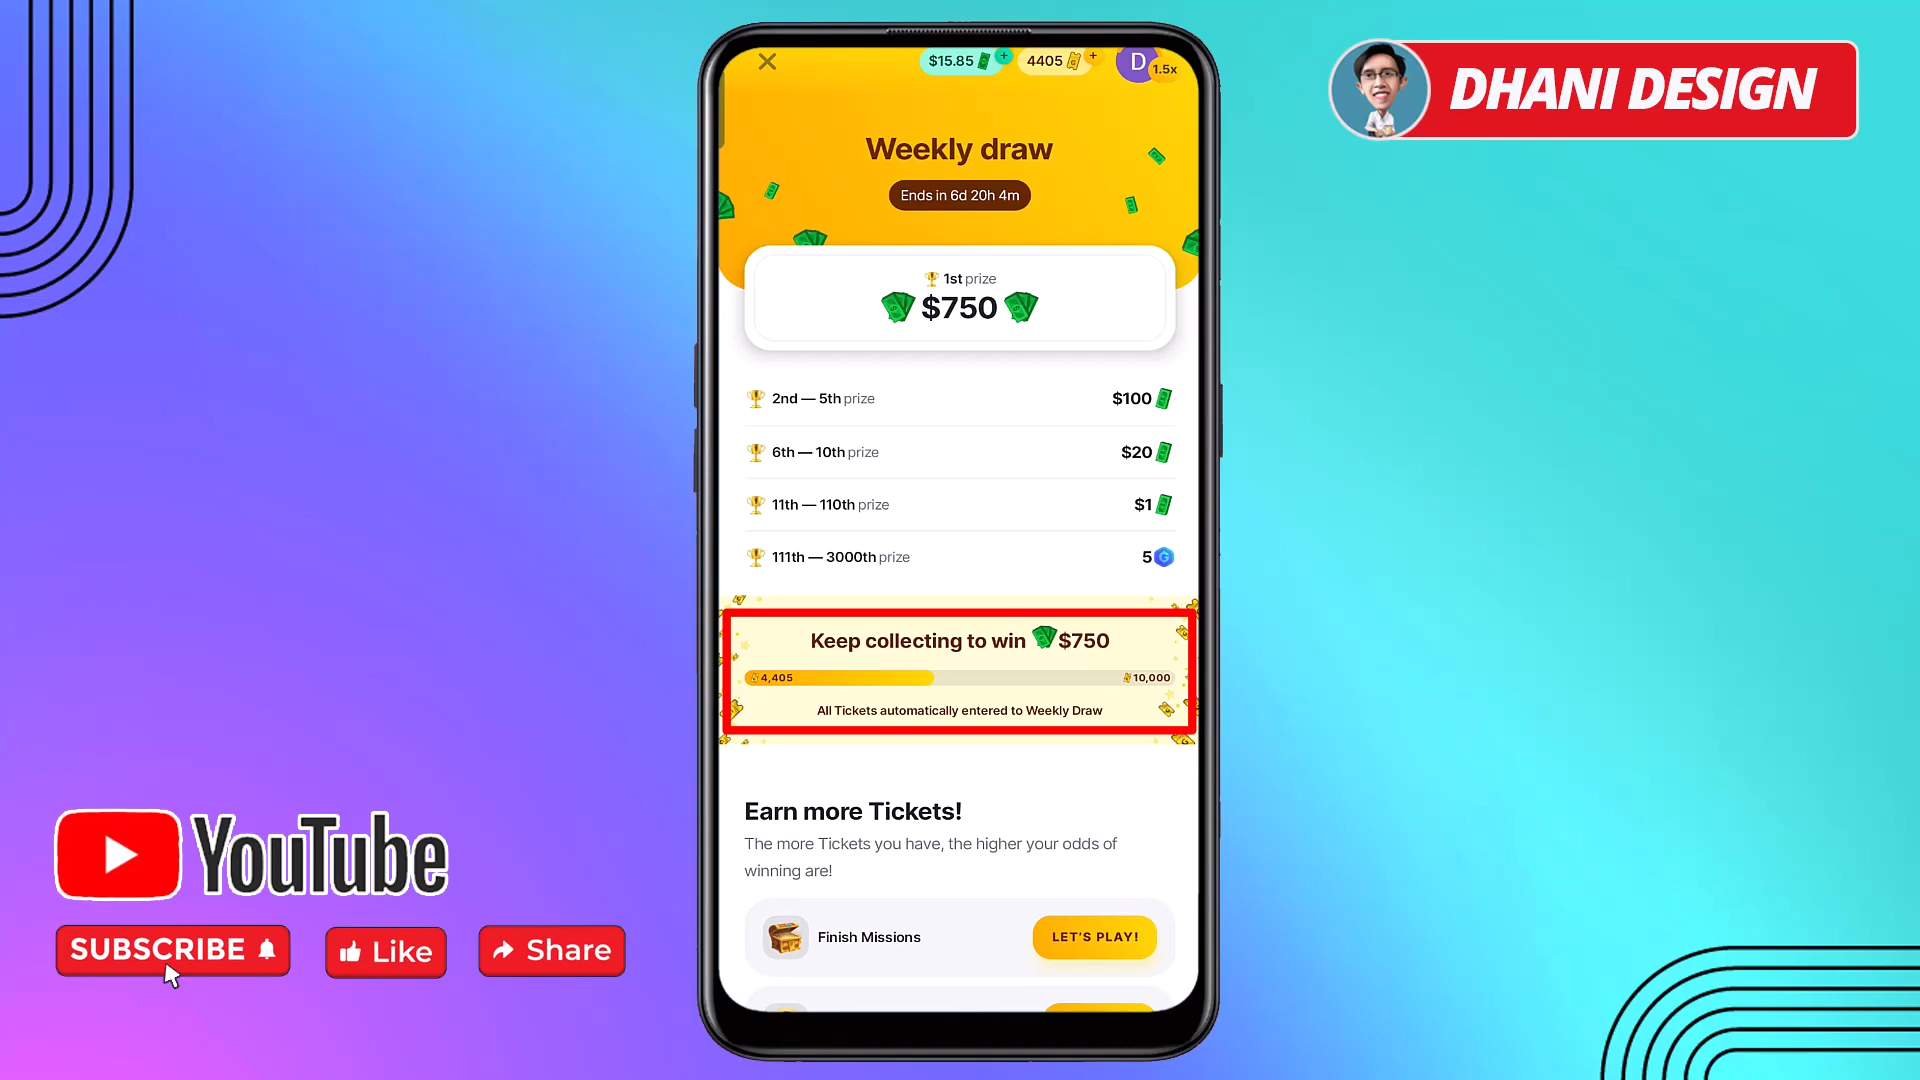 $15.85
4405
D
1.5x
DHANI DESIGN
Weekly draw
Ends in 6d 20h 4m
1st prize
$750
2nd — 5th prize $100
6th — 10th prize $20
11th — 110th prize $1
111th — 3000th prize 5
Keep collecting to win $750
4,405 10,000
All Tickets automatically entered to Weekly Draw
Earn more Tickets!
The more Tickets you have, the higher your odds of
winning are!
Finish Missions LET'S PLAY!
YouTube
SUBSCRIBE Like Share